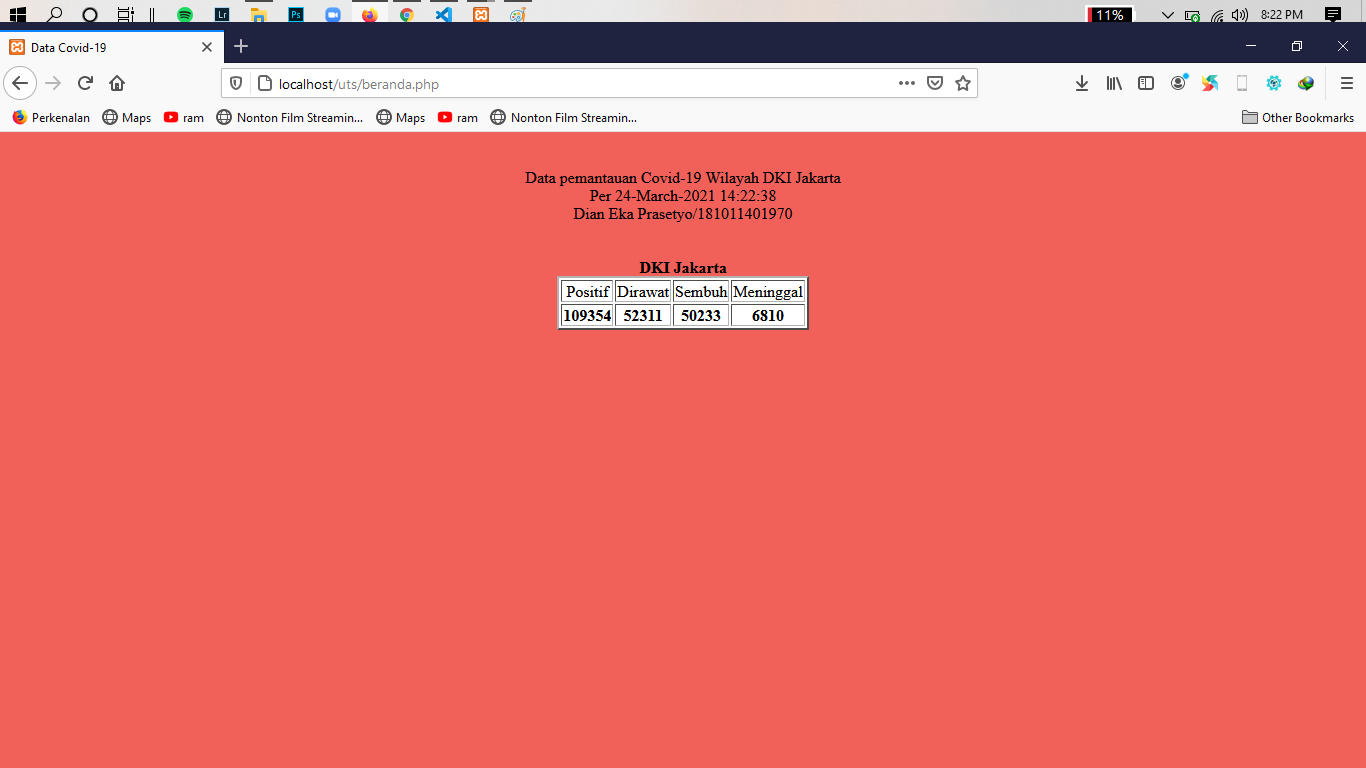 Lr
Ps
11%
8:22 PM
Data Covid-19
localhost/uts/beranda.php
Perkenalan
Maps
ram
Nonton Film Streamin...
Maps
ram
Nonton Film Streamin...
Other Bookmarks
Data pemantauan Covid-19 Wilayah DKI Jakarta
Per 24-March-2021 14:22:38
Dian Eka Prasetyo/181011401970
DKI Jakarta
Positif Dirawat Sembuh Meninggal
109354 52311 50233 6810